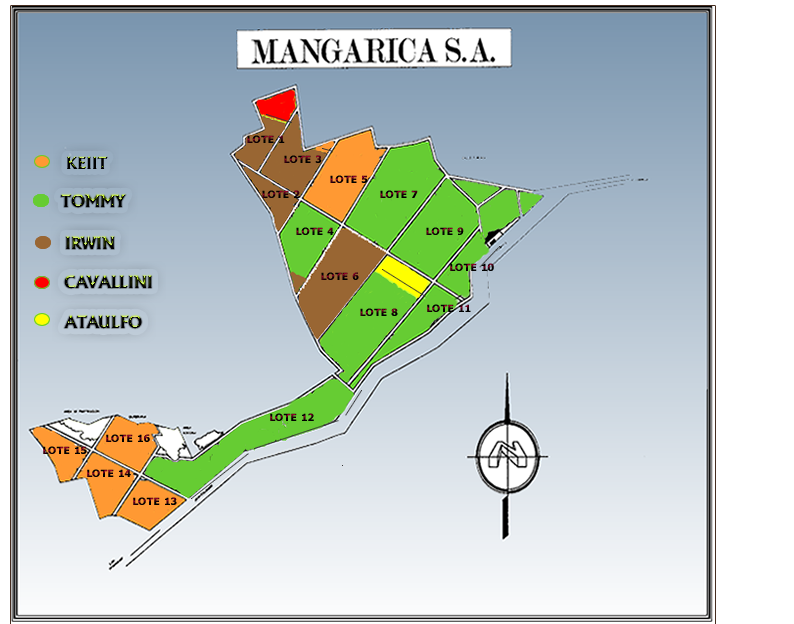 MANGARICA S.A.
KEIIT
TOMMY
IRWIN
CAVALLINI
ATAULFO
LOTE 1
LOTE 3
LOTE 5
LOTE 2
LOTE 7
LOTE 4
LOTE 9
LOTE 10
LOTE 6
LOTE 8
LOTE 11
LOTE 12
LOTE 16
LOTE 15
LOTE 14
LOTE 13
N